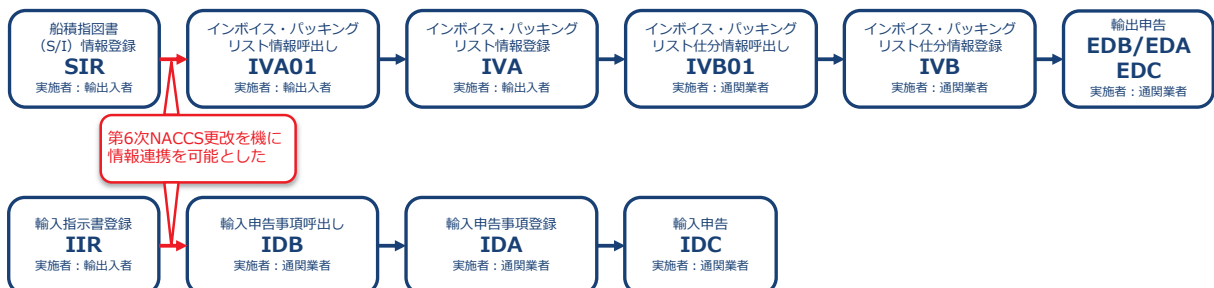 船積指図書
（S/I）情報登録
SIR
実施者：輸出入者
インボイス・パッキング
リスト情報呼出し
IVA01
実施者：輸出入者
インボイス・パッキング
リスト情報登録
IVA
実施者：輸出入者
インボイス・パッキング
リスト仕分情報呼出し
IVB01
実施者：通関業者
インボイス・パッキング
リスト仕分情報登録
IVB
実施者：通関業者
輸出申告
EDB/EDA
EDC
実施者：通関業者
第6次NACCS更改を機に
情報連携を可能とした
輸入指示書登録
IIR
実施者：輸出入者
輸入申告事項呼出し
IDB
実施者：通関業者
輸入申告事項登録
IDA
実施者：通関業者
輸入申告
IDC
実施者：通関業者